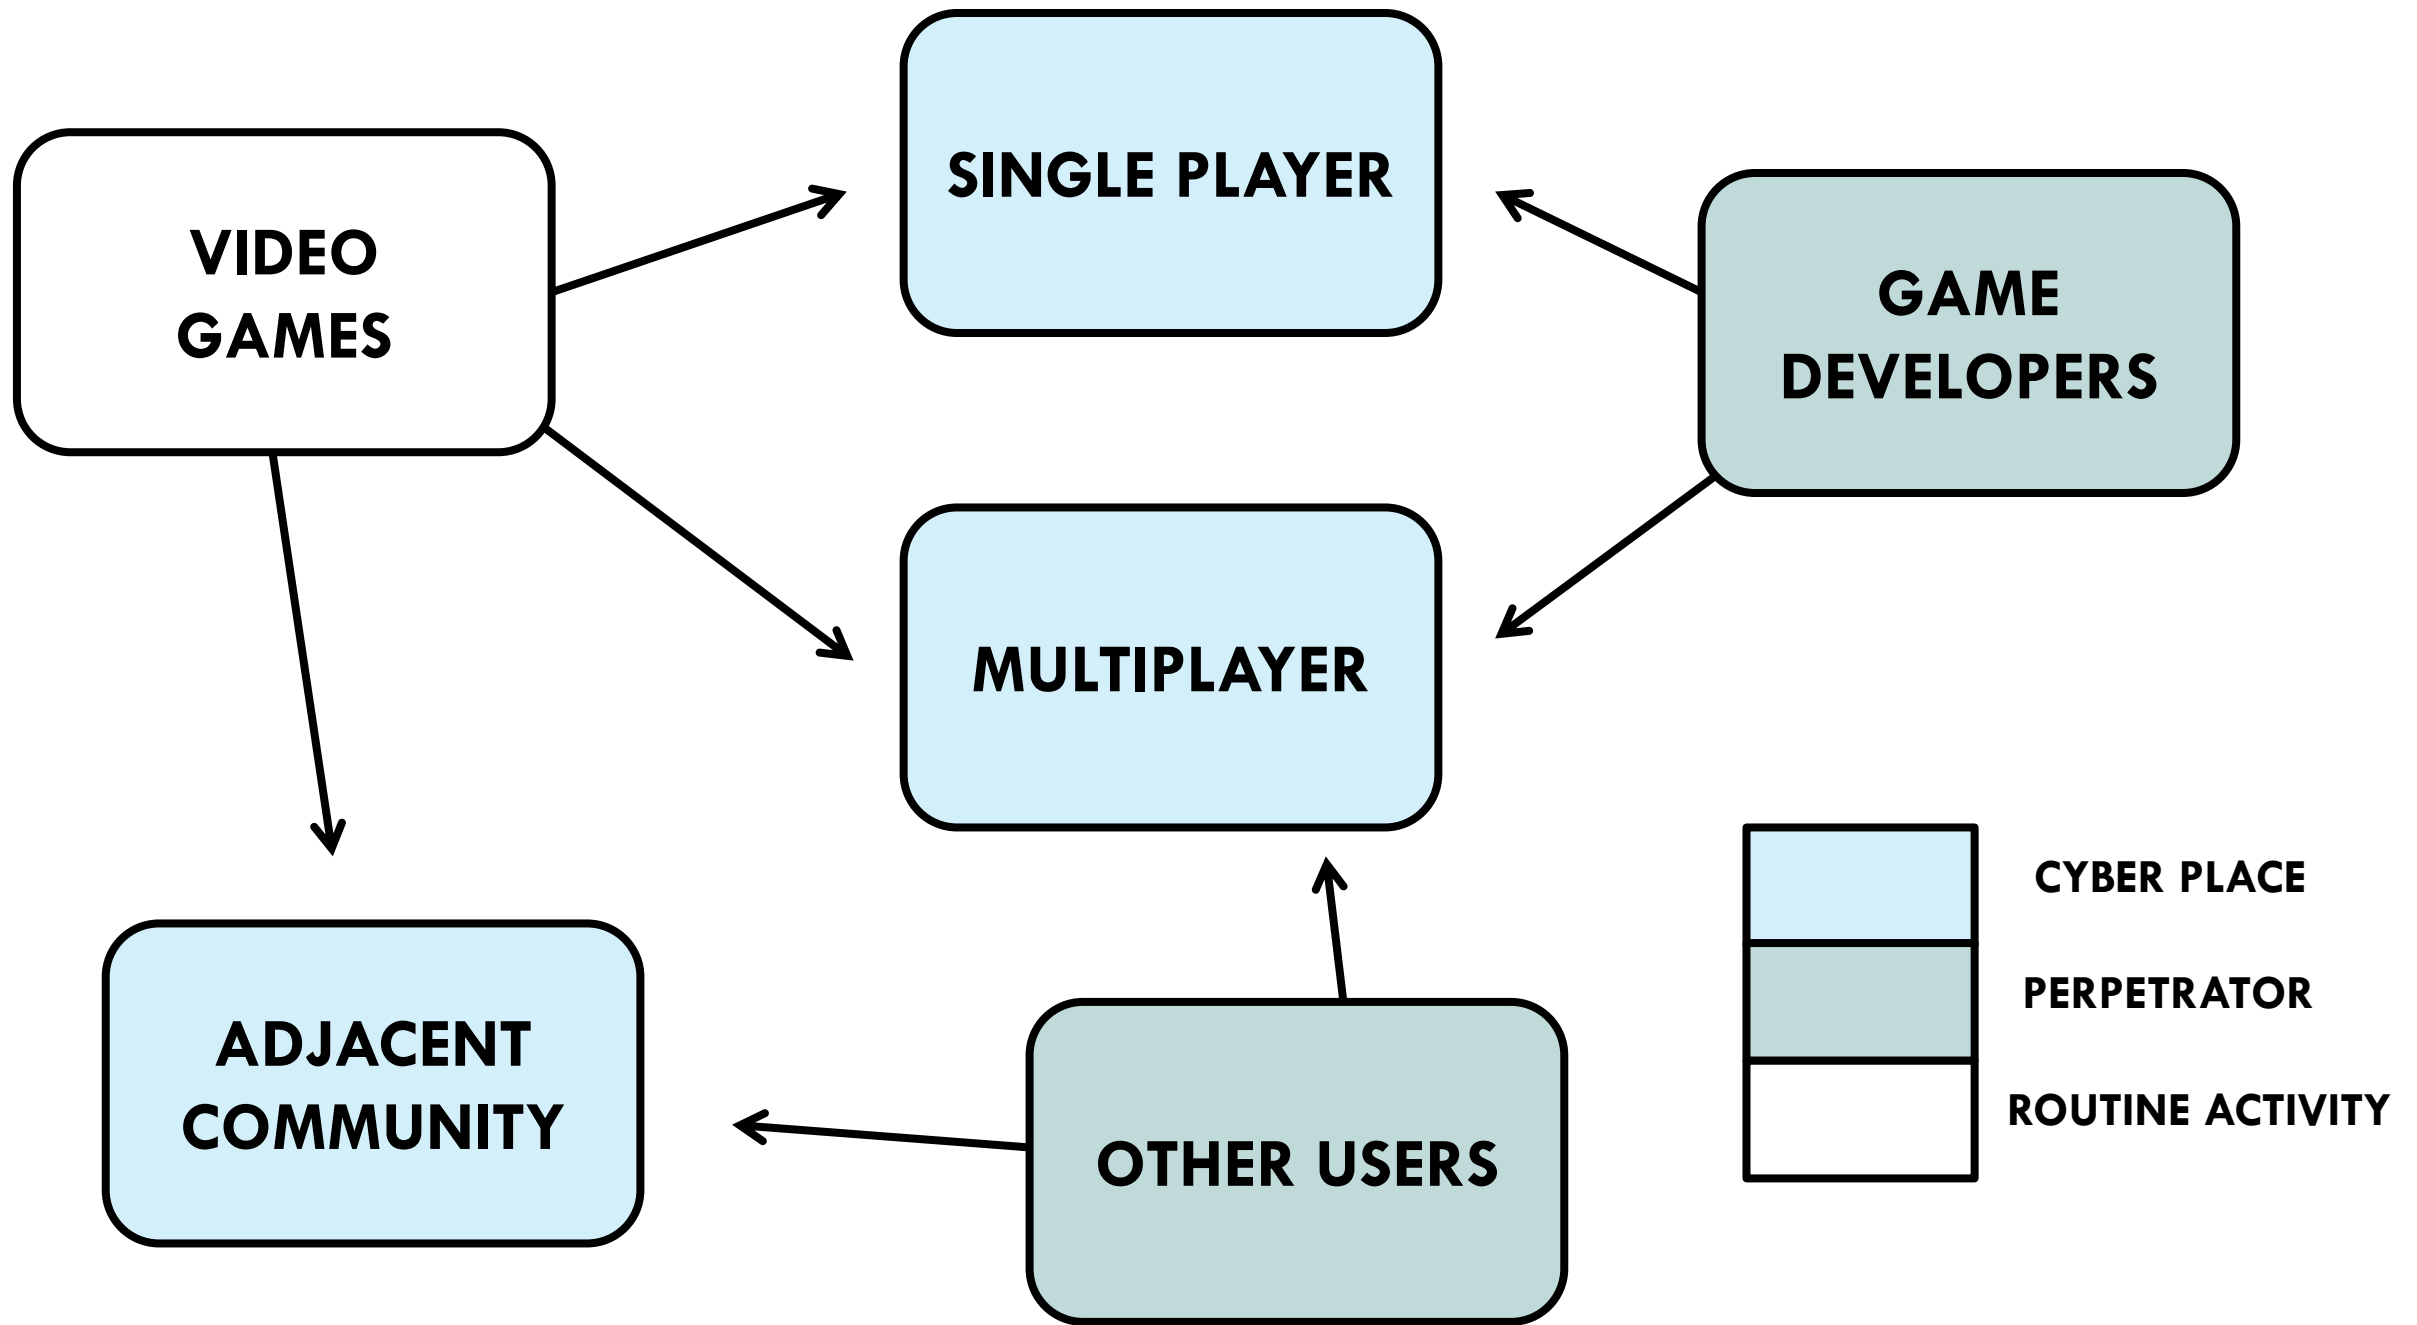 SINGLE PLAYER
VIDEO
GAMES
GAME
DEVELOPERS
MULTIPLAYER
CYBER PLACE
PERPETRATOR
ROUTINE ACTIVITY
ADJACENT
COMMUNITY
OTHER USERS